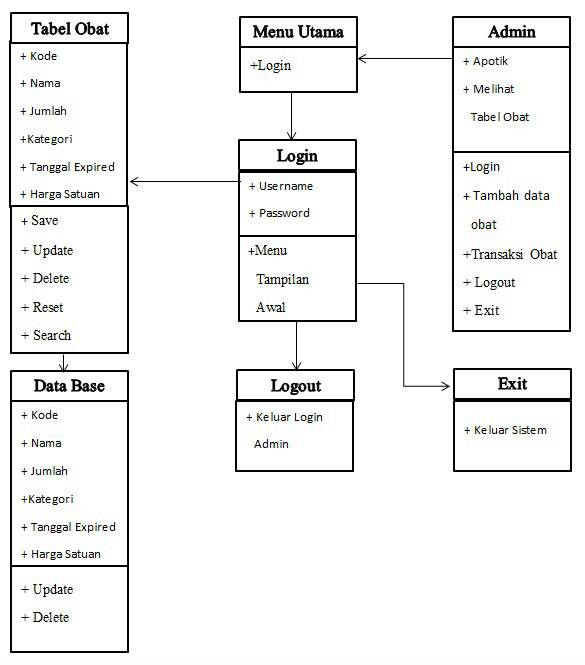 Tabel Obat
+ Kode
+ Nama
+ Jumlah
+Kategori
+ Tanggal Expired
+ Harga Satuan
+ Save
+ Update
+ Delete
+ Reset
+ Search
Menu Utama
+Login
Admin
+ Apotik
+ Melihat
Tabel Obat
+Login
+ Tambah data
obat
+Transaksi Obat
+ Logout
+ Exit
Login
+ Username
+ Password
+Menu
Tampilan
Awal
Data Base
+ Kode
+ Nama
+ Jumlah
+Kategori
+ Tanggal Expired
+ Harga Satuan
+ Update
+ Delete
Logout
+ Keluar Login
Admin
Exit
+ Keluar Sistem